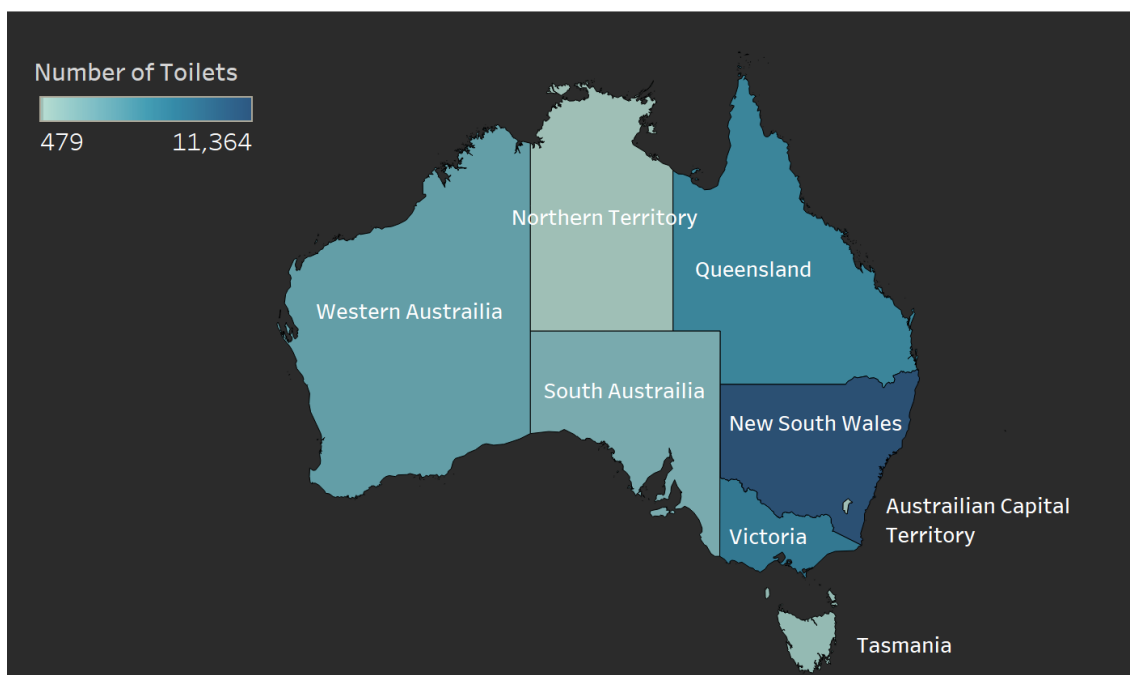 Number of Toilets
479
11,364
Northern Territory
Queensland
Western Austrailia
South Austrailia
New South Wales
Austrailian Capital
Territory
Victoria
Tasmania